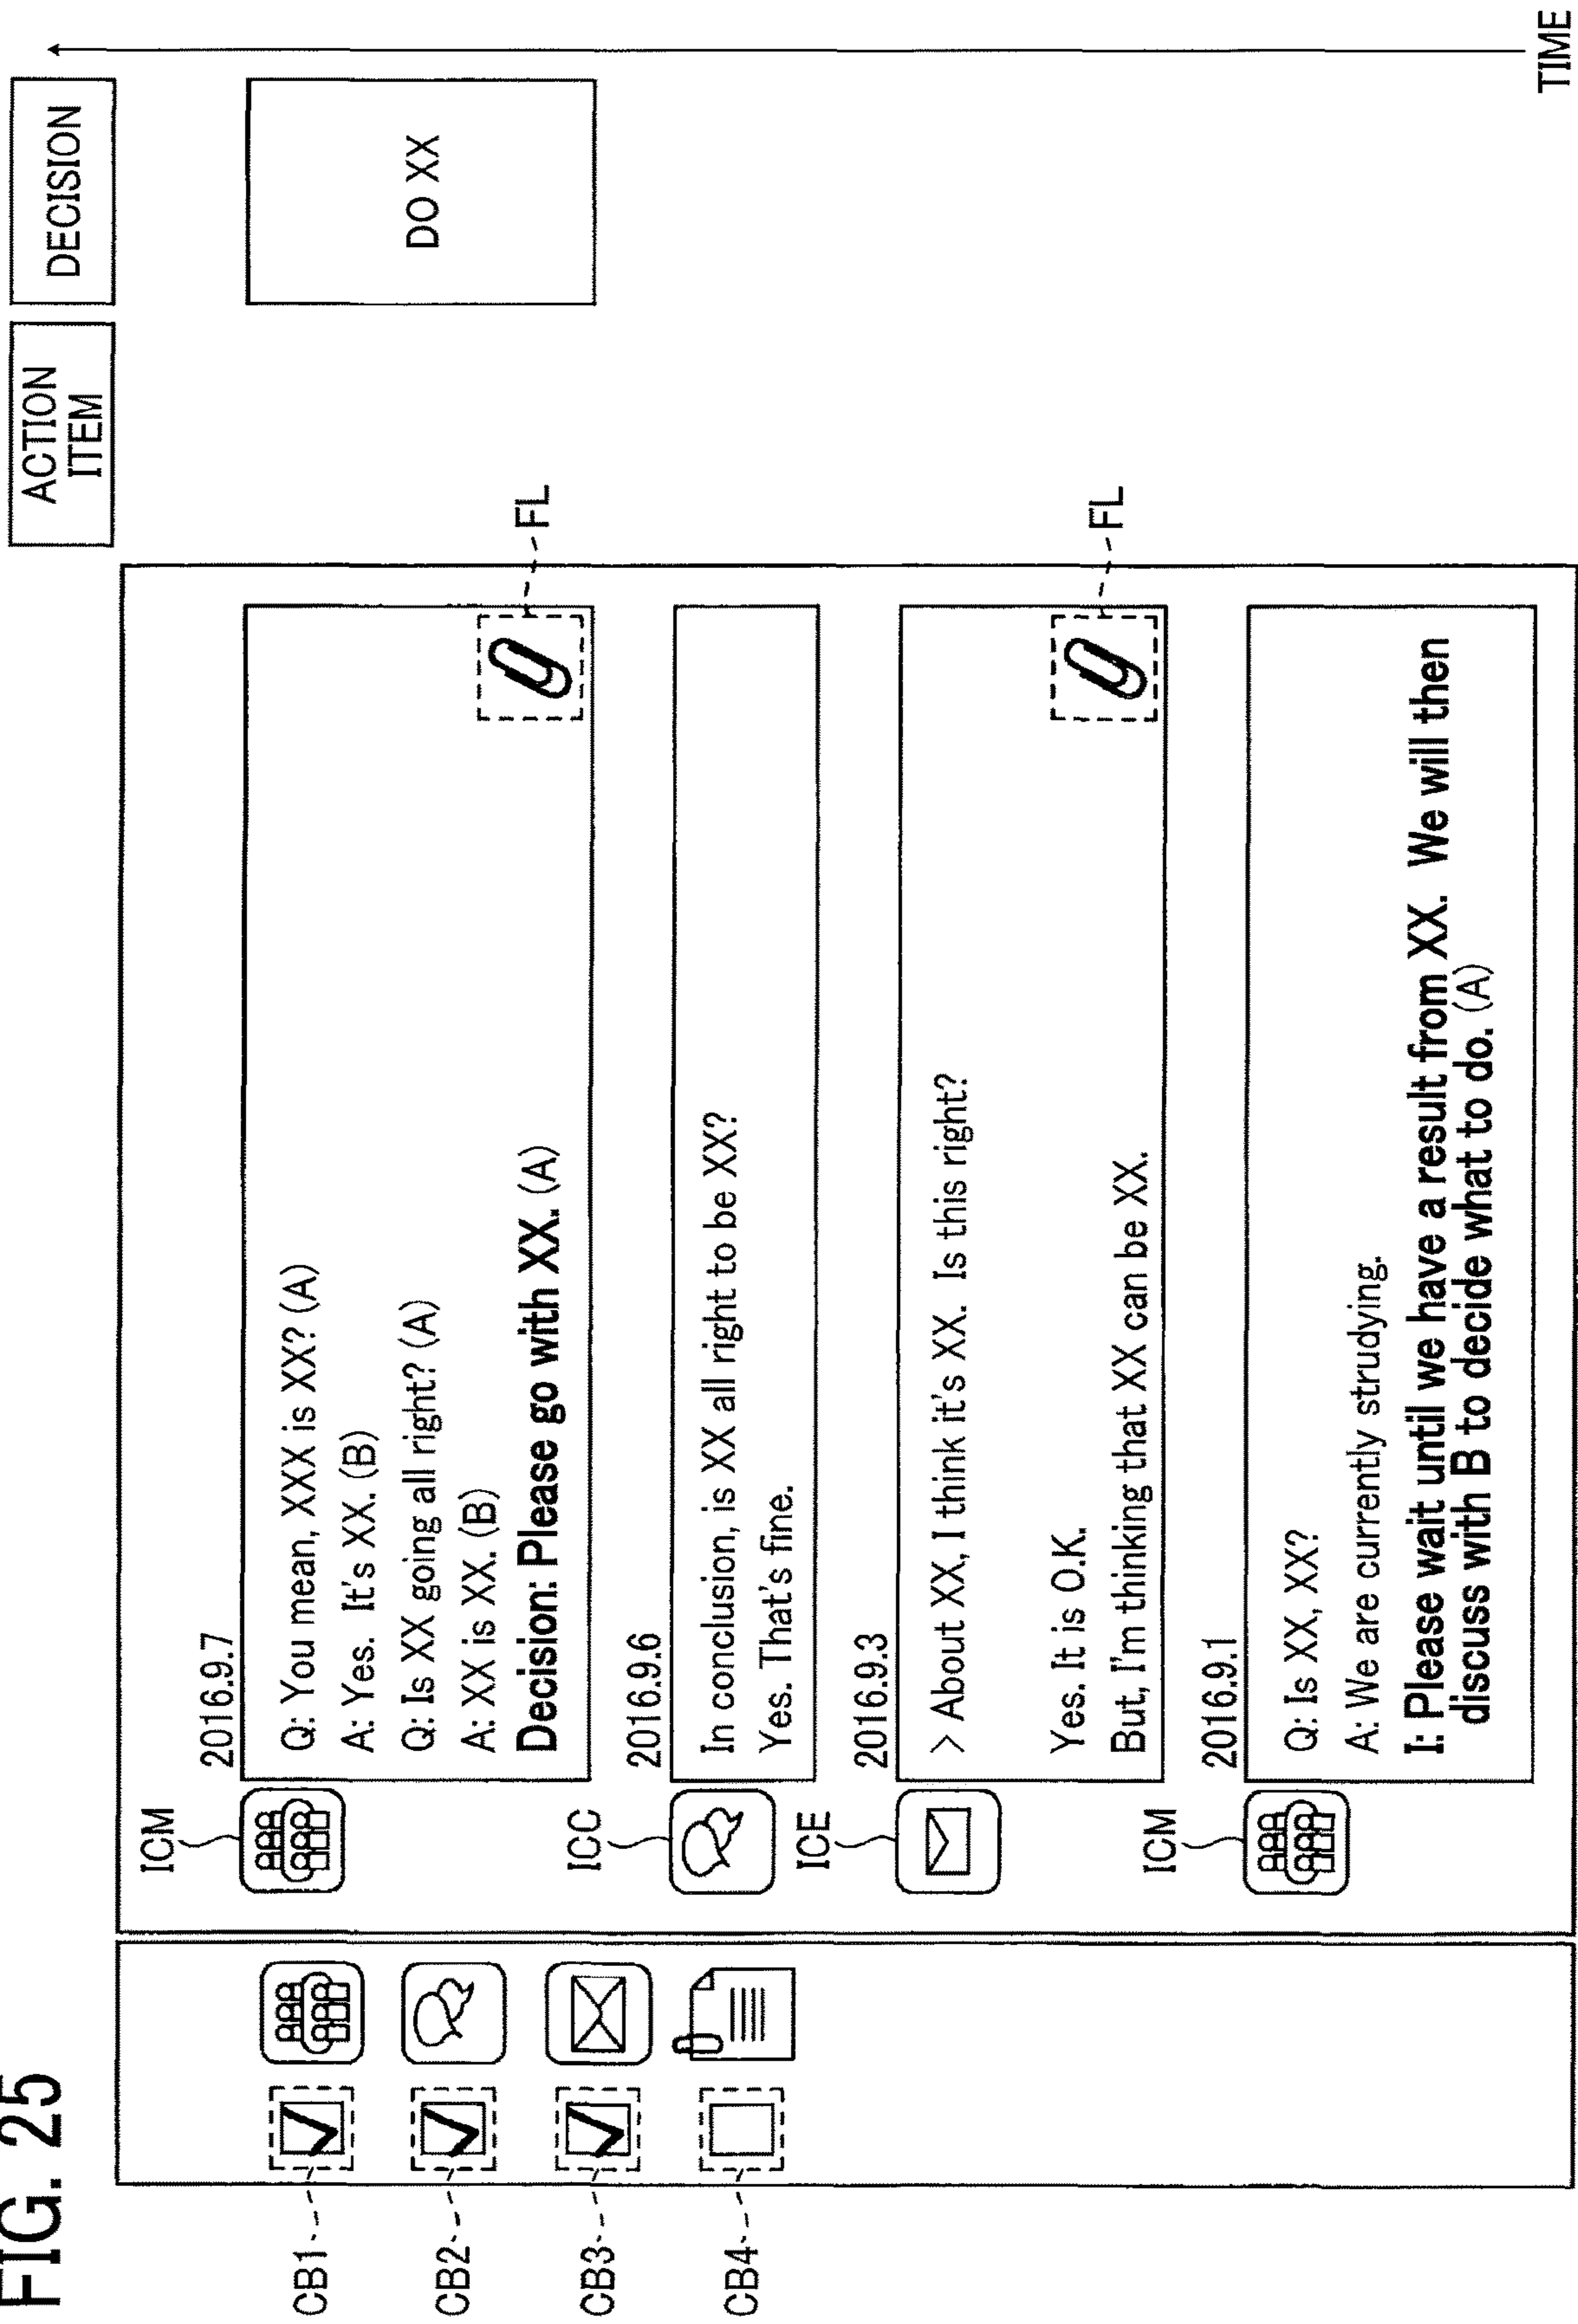 FIG. 25
ACTION
ITEM
DECISION
CB1
CB2
CB3
CB4
ICM
2016.9.7
Q: You mean, XXX is XX? (A)
A: Yes. It's XX. (B)
Q: Is XX going all right? (A)
A: XX is XX. (B)
Decision: Please go with XX. (A)
FL
DO XX
ICC
2016.9.6
In conclusion, is XX all right to be XX?
Yes. That's fine.
ICE
2016.9.3
> About XX, I think it's XX. Is this right?
Yes. It is O.K.
But, I'm thinking that XX can be XX.
FL
ICM
2016.9.1
Q: Is XX, XX?
A: We are currently strudying.
I: Please wait until we have a result from XX. We will then
discuss with B to decide what to do. (A)
TIME